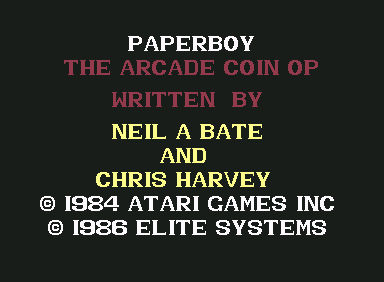 PAPERBOY
THE ARCADE COIN OP
WRITTEN BY
NEIL A BATE
AND
CHRIS HARVEY
© 1984 ATARI GAMES INC
© 1986 ELITE SYSTEMS